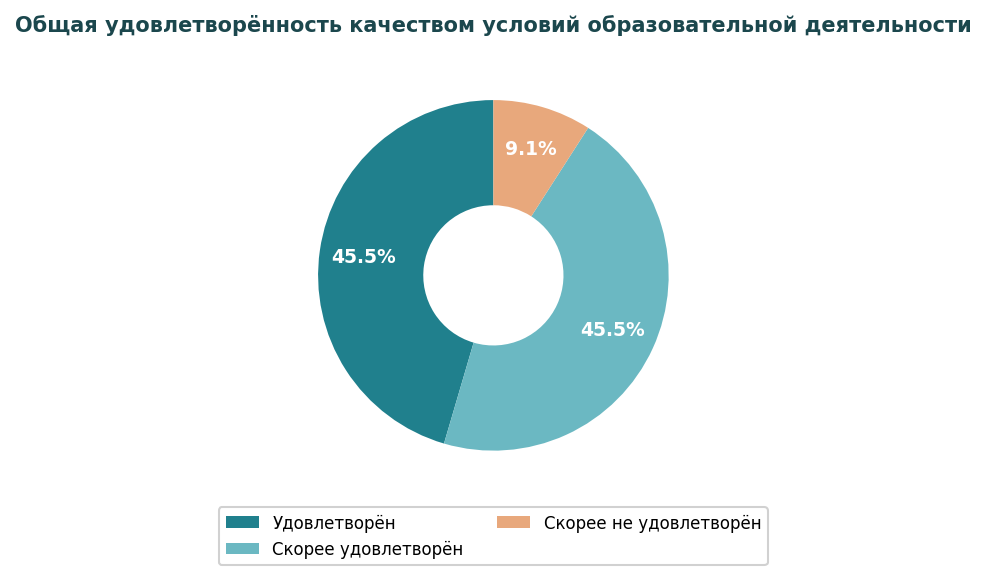 Общая удовлетворённость качеством условий образовательной деятельности
9.1%
45.5%
45.5%
Удовлетворён
Скорее удовлетворён
Скорее не удовлетворён